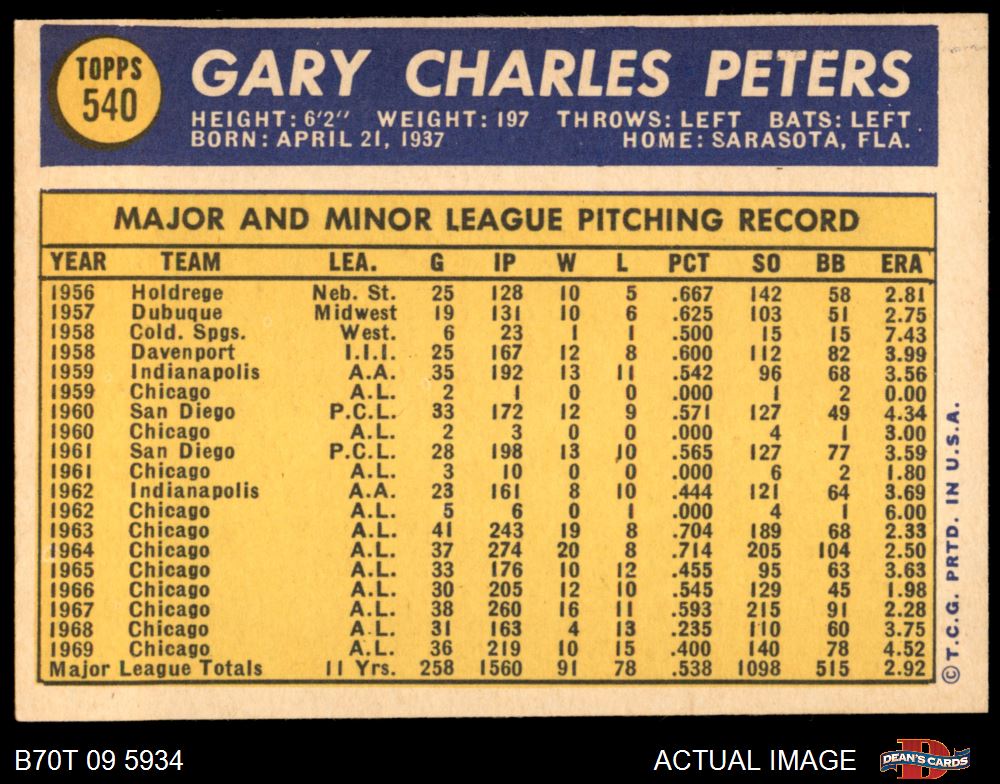 TOPPS
540
GARY CHARLES PETERS
HEIGHT: 6'2" WEIGHT: 197 THROWS: LEFT BATS: LEFT
BORN: APRIL 21, 1937 HOME: SARASOTA, FLA.
MAJOR AND MINOR LEAGUE PITCHING RECORD
YEAR TEAM LEA. G IP W L PCT SO BB ERA
1956 Holdrege Neb. St. 25 128 10 5 .667 142 58 2.81
1957 Dubuque Midwest 19 131 10 6 .625 103 51 2.75
1958 Cold. Spgs. West. 6 23 1 1 .500 15 15 7.43
1958 Davenport I.I.I. 25 167 12 8 .600 112 82 3.99
1959 Indianapolis A.A. 35 192 13 11 .542 96 68 3.56
1959 Chicago A.L. 2 1 0 0 .000 1 2 0.00
1960 San Diego P.C.L. 33 172 12 9 .571 127 49 4.34
1960 Chicago A.L. 2 3 0 0 .000 4 1 3.00
1961 San Diego P.C.L. 28 198 13 10 .565 127 77 3.59
1961 Chicago A.L. 3 10 0 0 .000 6 2 1.80
1962 Indianapolis A.A. 23 161 8 10 .444 121 64 3.69
1962 Chicago A.L. 5 6 0 1 .000 4 1 6.00
1963 Chicago A.L. 41 243 19 8 .704 189 68 2.33
1964 Chicago A.L. 37 274 20 8 .714 205 104 2.50
1965 Chicago A.L. 33 176 10 12 .455 95 63 3.63
1966 Chicago A.L. 30 205 12 10 .545 129 45 1.98
1967 Chicago A.L. 38 260 16 11 .593 215 91 2.28
1968 Chicago A.L. 31 163 4 13 .235 110 60 3.75
1969 Chicago A.L. 36 219 10 15 .400 140 78 4.52
Major League Totals 11 Yrs. 258 1560 91 78 .538 1098 515 2.92
© T.C.G. PRTD. IN U.S.A.
B70T 09 5934 ACTUAL IMAGE DEAN'S CARDS